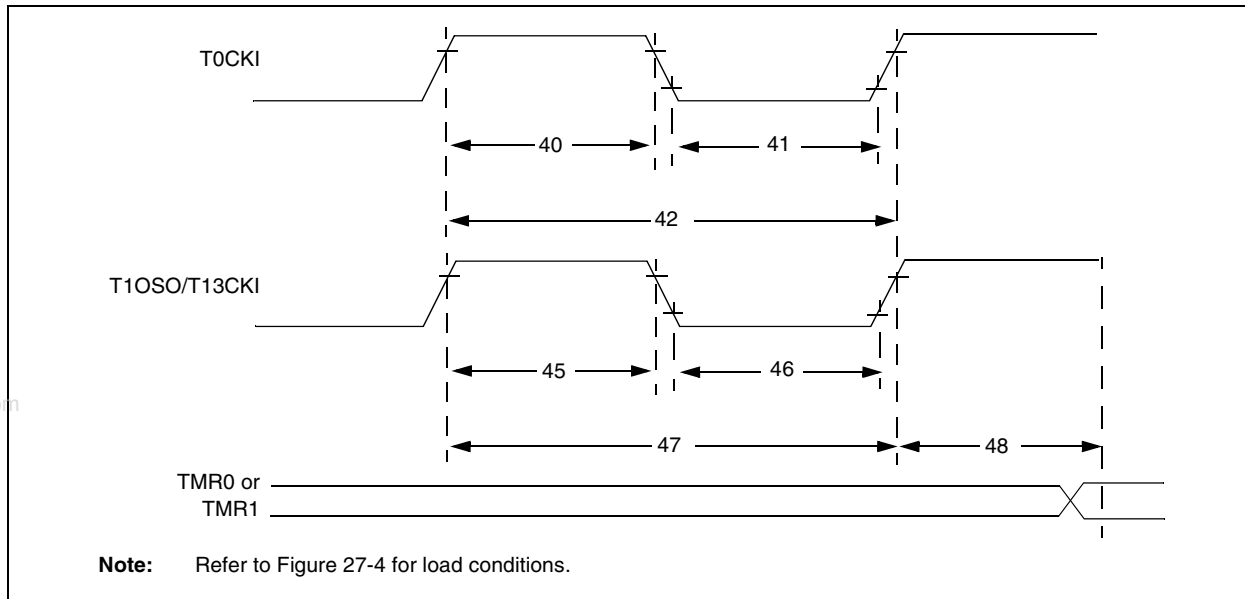 T0CKI
40
41
42
T1OSO/T13CKI
45
46
47
48
TMR0 or
TMR1
Note: Refer to Figure 27-4 for load conditions.